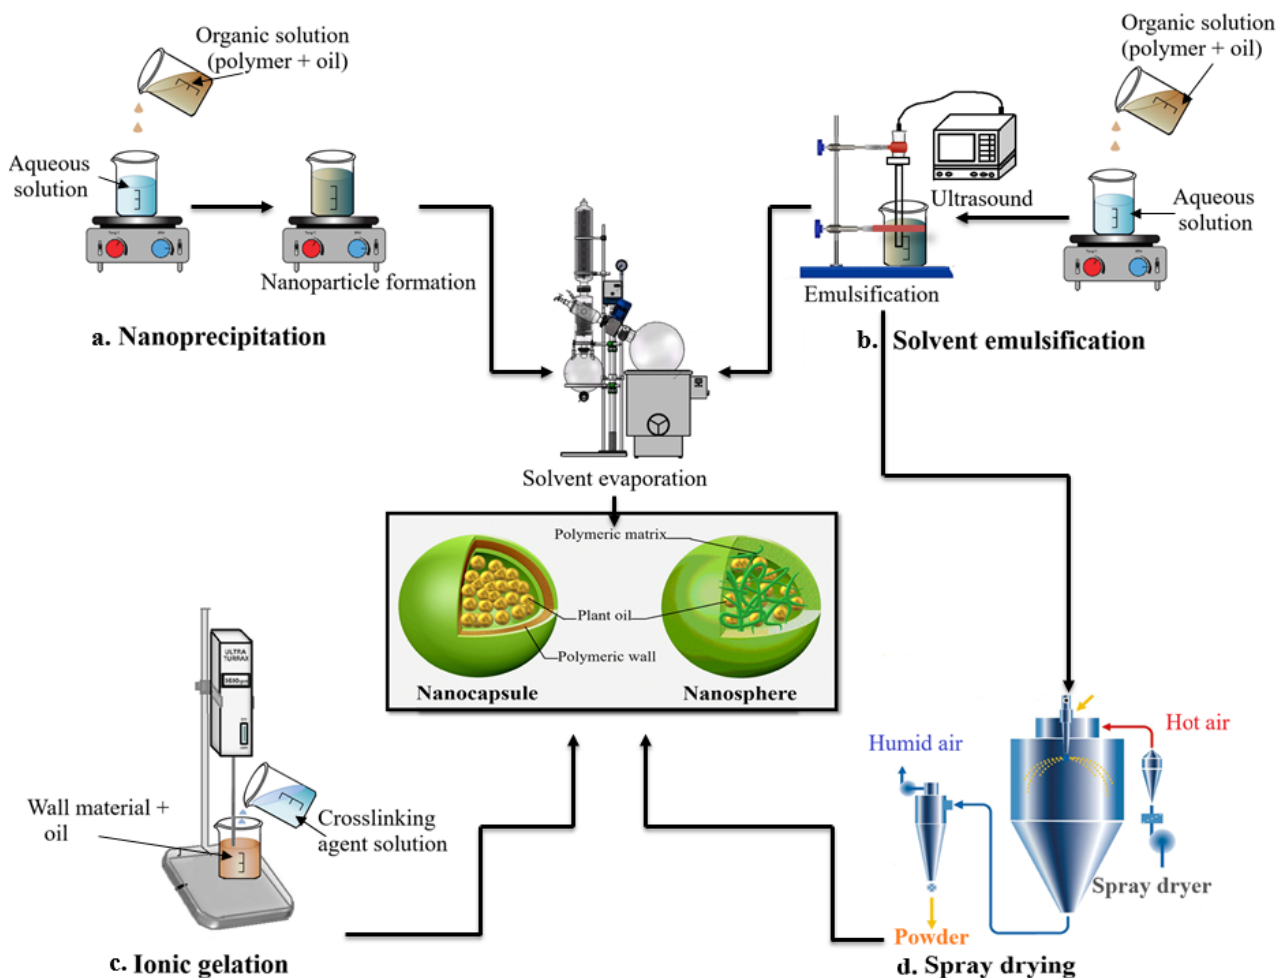 Organic solution
(polymer + oil)
Aqueous
solution
Nanoparticle formation
a. Nanoprecipitation
Organic solution
(polymer + oil)
Ultrasound
Aqueous
solution
Emulsification
b. Solvent emulsification
Solvent evaporation
Polymeric matrix
Plant oil
Polymeric wall
Nanocapsule
Nanosphere
ULTRA
TURRAX
Wall material +
oil
Crosslinking
agent solution
c. Ionic gelation
Humid air
Hot air
Spray dryer
Powder
d. Spray drying